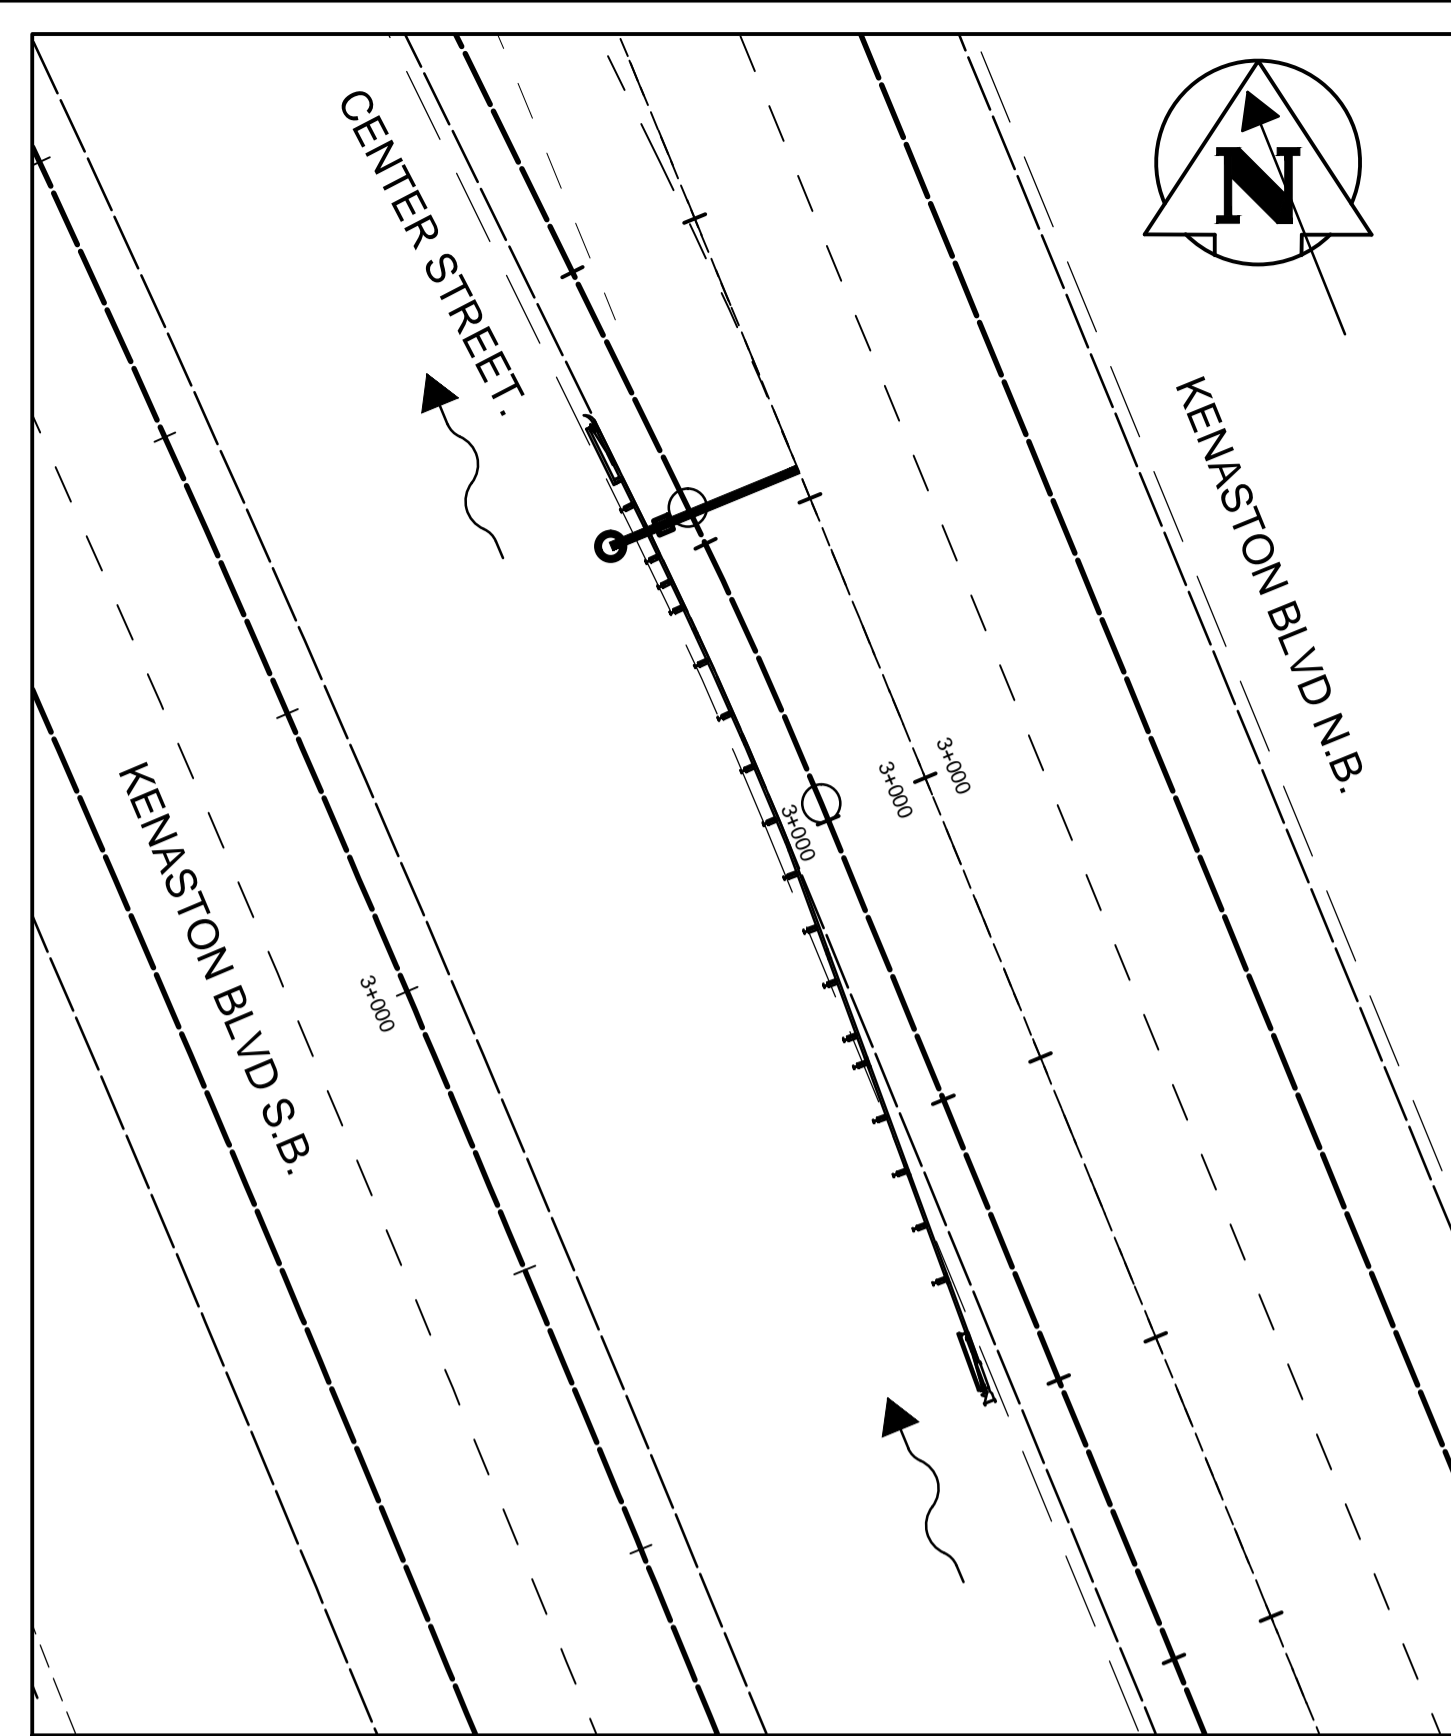 CENTER STREET.
N
KENASTON BLVD N.B.
3+000
3+000
3+000
KENASTON BLVD S.B.
3+000